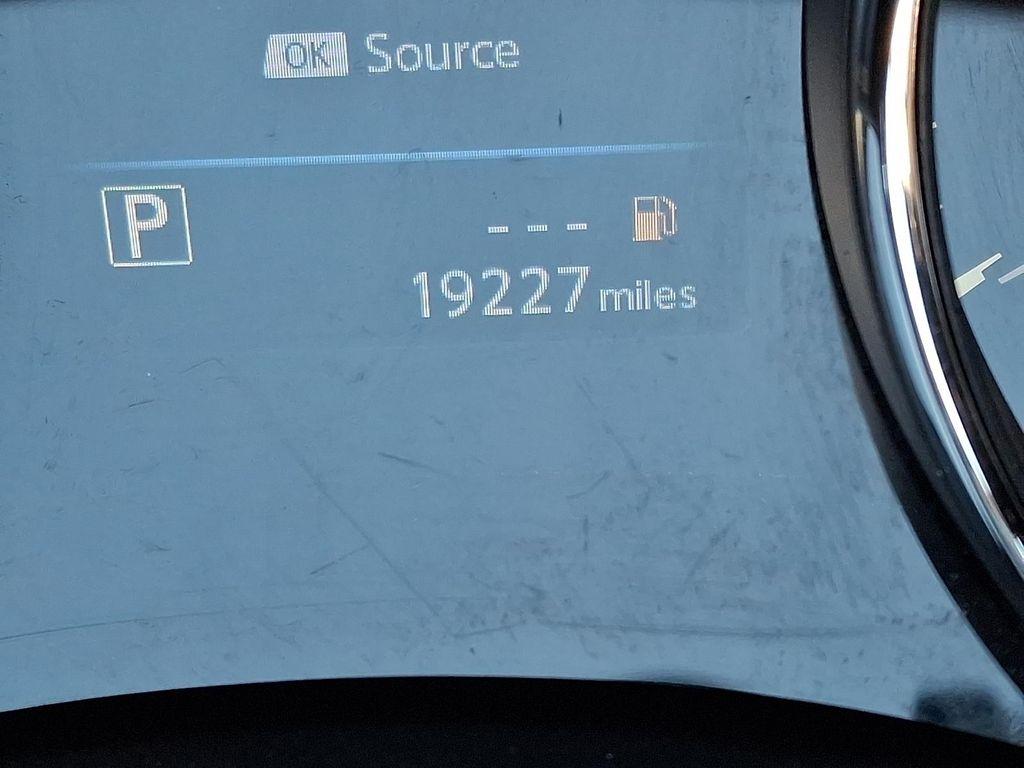 OK Source
P
---
19227 miles